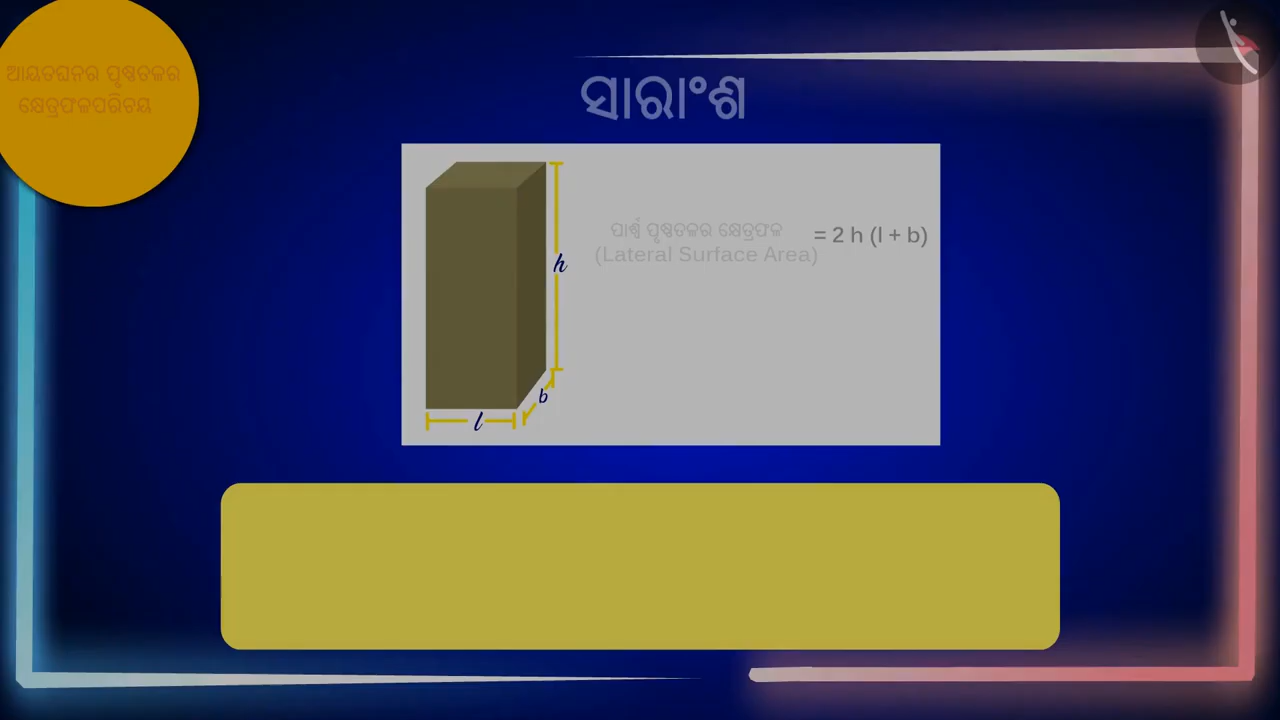 ଆୟତଘନର ପୃଷ୍ଠତଳର
କ୍ଷେତ୍ରଫଳପରିଚୟ
ସାରାଂଶ
ପାର୍ଶ୍ଵ ପୃଷ୍ଠତଳର କ୍ଷେତ୍ରଫଳ
(Lateral Surface Area)
= 2 h (l + b)
h
b
l